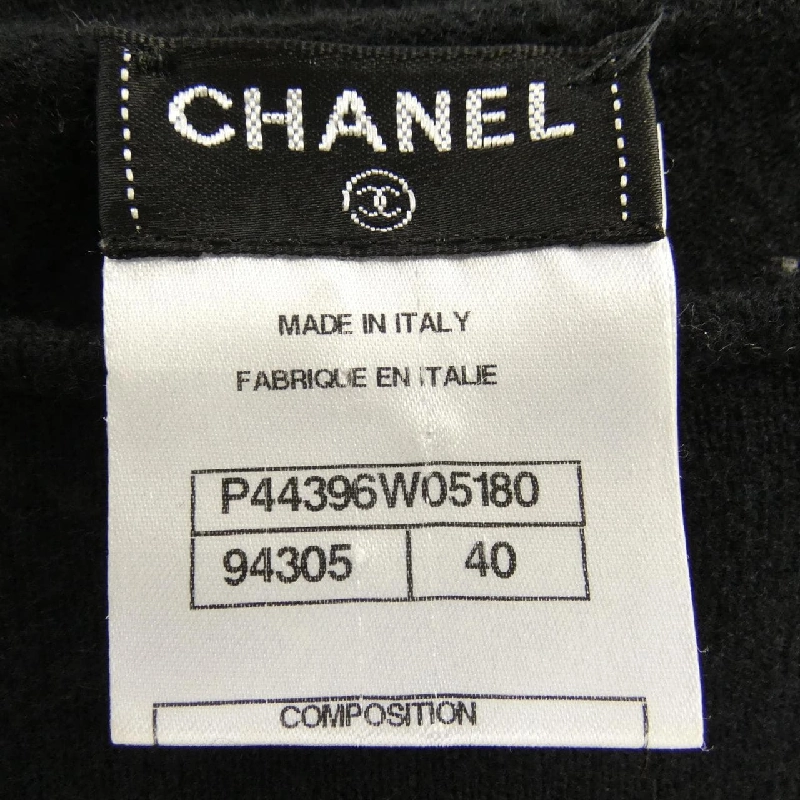 CHANEL
MADE IN ITALY
FABRIQUE EN ITALIE
P44396W05180
94305 40
COMPOSITION